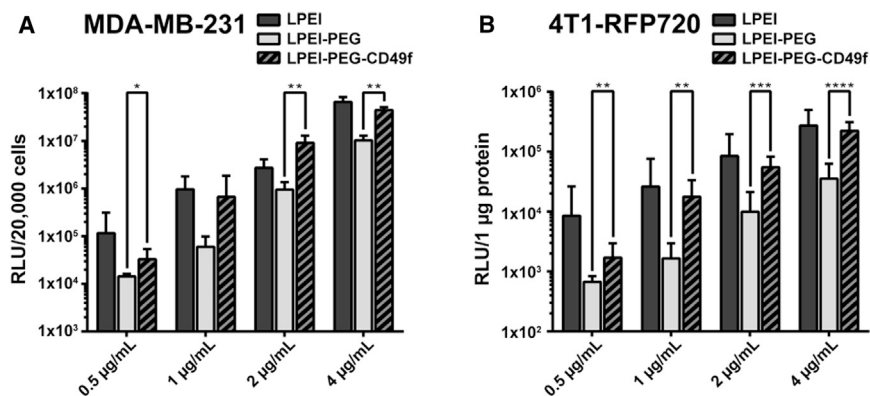 A MDA-MB-231
LPEI
LPEI-PEG
LPEI-PEG-CD49f
RLU/20,000 cells
1x10⁸
1x10⁷
1x10⁶
1x10⁵
1x10⁴
1x10³
*
**
**
0.5 µg/mL
1 µg/mL
2 µg/mL
4 µg/mL
B 4T1-RFP720
LPEI
LPEI-PEG
LPEI-PEG-CD49f
RLU/1 µg protein
1x10⁶
1x10⁵
1x10⁴
1x10³
1x10²
**
**
***
****
0.5 µg/mL
1 µg/mL
2 µg/mL
4 µg/mL